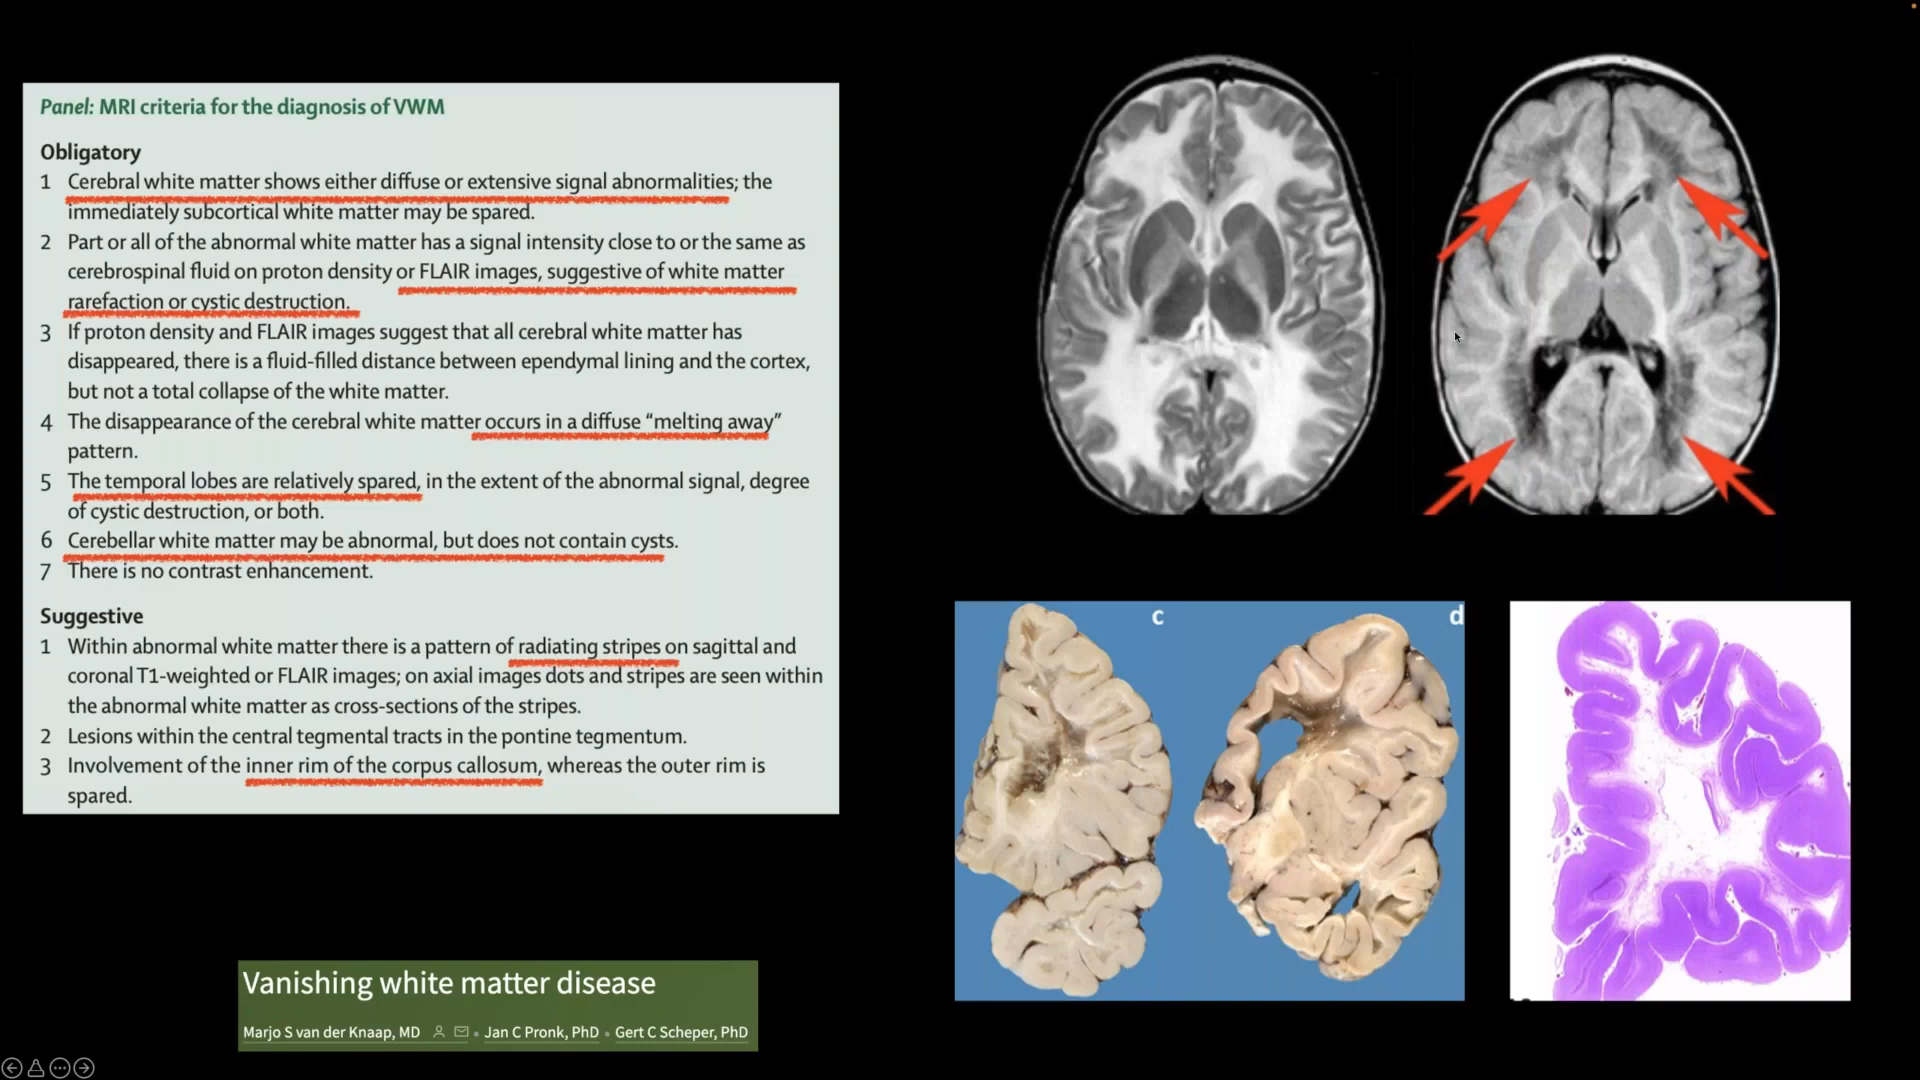 Panel: MRI criteria for the diagnosis of VWM
Obligatory
1 Cerebral white matter shows either diffuse or extensive signal abnormalities; the
immediately subcortical white matter may be spared.
2 Part or all of the abnormal white matter has a signal intensity close to or the same as
cerebrospinal fluid on proton density or FLAIR images, suggestive of white matter
rarefaction or cystic destruction.
3 If proton density and FLAIR images suggest that all cerebral white matter has
disappeared, there is a fluid-filled distance between ependymal lining and the cortex,
but not a total collapse of the white matter.
4 The disappearance of the cerebral white matter occurs in a diffuse “melting away”
pattern.
5 The temporal lobes are relatively spared, in the extent of the abnormal signal, degree
of cystic destruction, or both.
6 Cerebellar white matter may be abnormal, but does not contain cysts.
7 There is no contrast enhancement.
Suggestive
1 Within abnormal white matter there is a pattern of radiating stripes on sagittal and
coronal T1-weighted or FLAIR images; on axial images dots and stripes are seen within
the abnormal white matter as cross-sections of the stripes.
2 Lesions within the central tegmental tracts in the pontine tegmentum.
3 Involvement of the inner rim of the corpus callosum, whereas the outer rim is
spared.
c
d
Vanishing white matter disease
Marjo S van der Knaap, MD • Jan C Pronk, PhD • Gert C Scheper, PhD